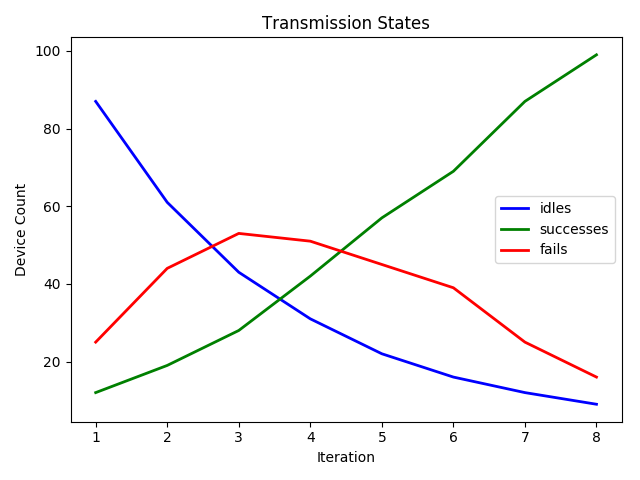 Transmission States
100
80
60
40
20
Device Count
idles
successes
fails
1 2 3 4 5 6 7 8
Iteration